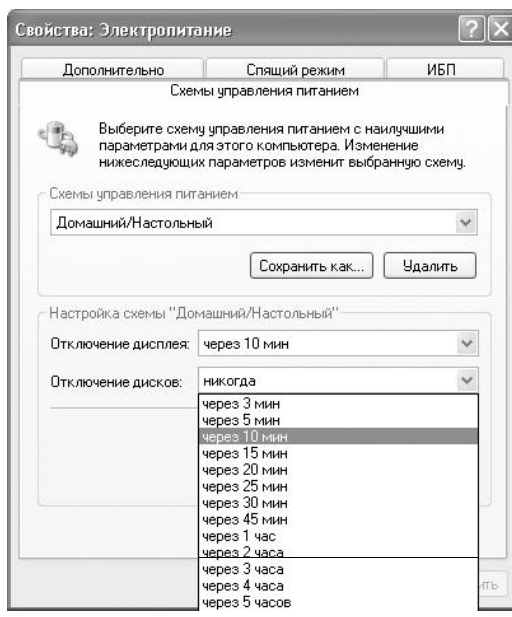 Свойства: Электропитание
Дополнительно
Спящий режим
ИБП
Схемы управления питанием
Выберите схему управления питанием с наилучшими
параметрами для этого компьютера. Изменение
нижеследующих параметров изменит выбранную схему.
Схемы управления питанием
Домашний/Настольный
Сохранить как...
Удалить
Настройка схемы "Домашний/Настольный"
Отключение дисплея:
через 10 мин
Отключение дисков:
никогда
через 3 мин
через 5 мин
через 10 мин
через 15 мин
через 20 мин
через 25 мин
через 30 мин
через 45 мин
через 1 час
через 2 часа
через 3 часа
через 4 часа
через 5 часов